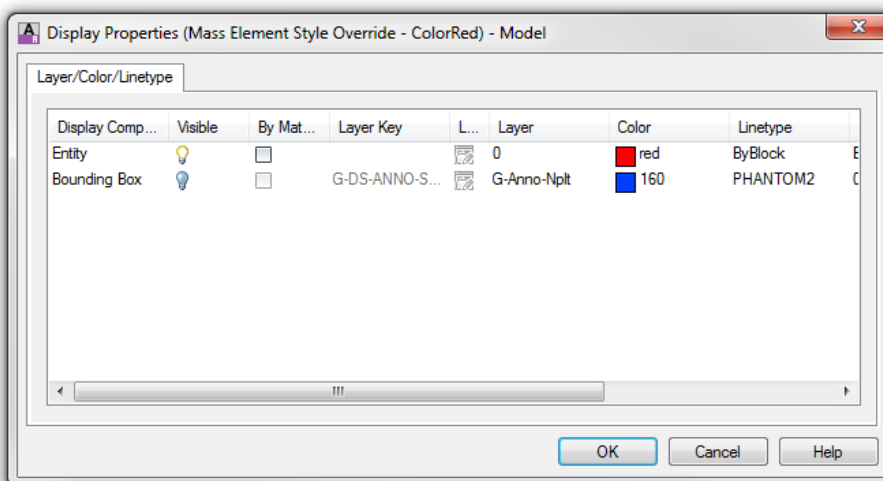 Display Properties (Mass Element Style Override - ColorRed) - Model
Layer/Color/Linetype
Display Comp... Visible By Mat... Layer Key L... Layer Color Linetype
Entity 0 red ByBlock
Bounding Box G-DS-ANNO-S... G-Anno-Nplt 160 PHANTOM2
OK Cancel Help